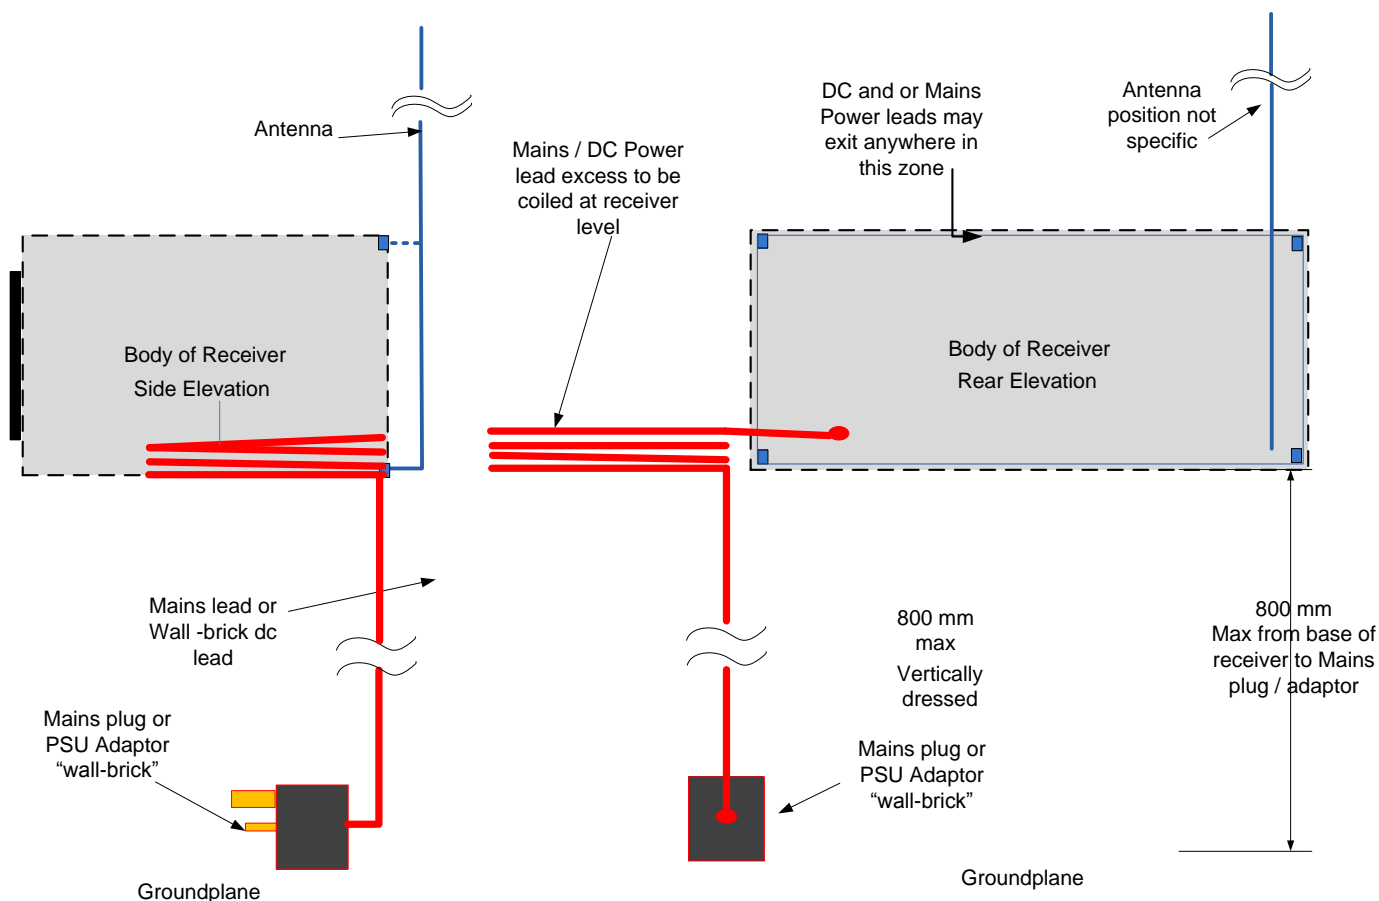 Antenna
Mains / DC Power
lead excess to be
coiled at receiver
level
DC and or Mains
Power leads may
exit anywhere in
this zone
Antenna
position not
specific
Body of Receiver
Side Elevation
Body of Receiver
Rear Elevation
Mains lead or
Wall -brick dc
lead
800 mm
max
Vertically
dressed
800 mm
Max from base of
receiver to Mains
plug / adaptor
Mains plug or
PSU Adaptor
“wall-brick”
Mains plug or
PSU Adaptor
“wall-brick”
Groundplane
Groundplane